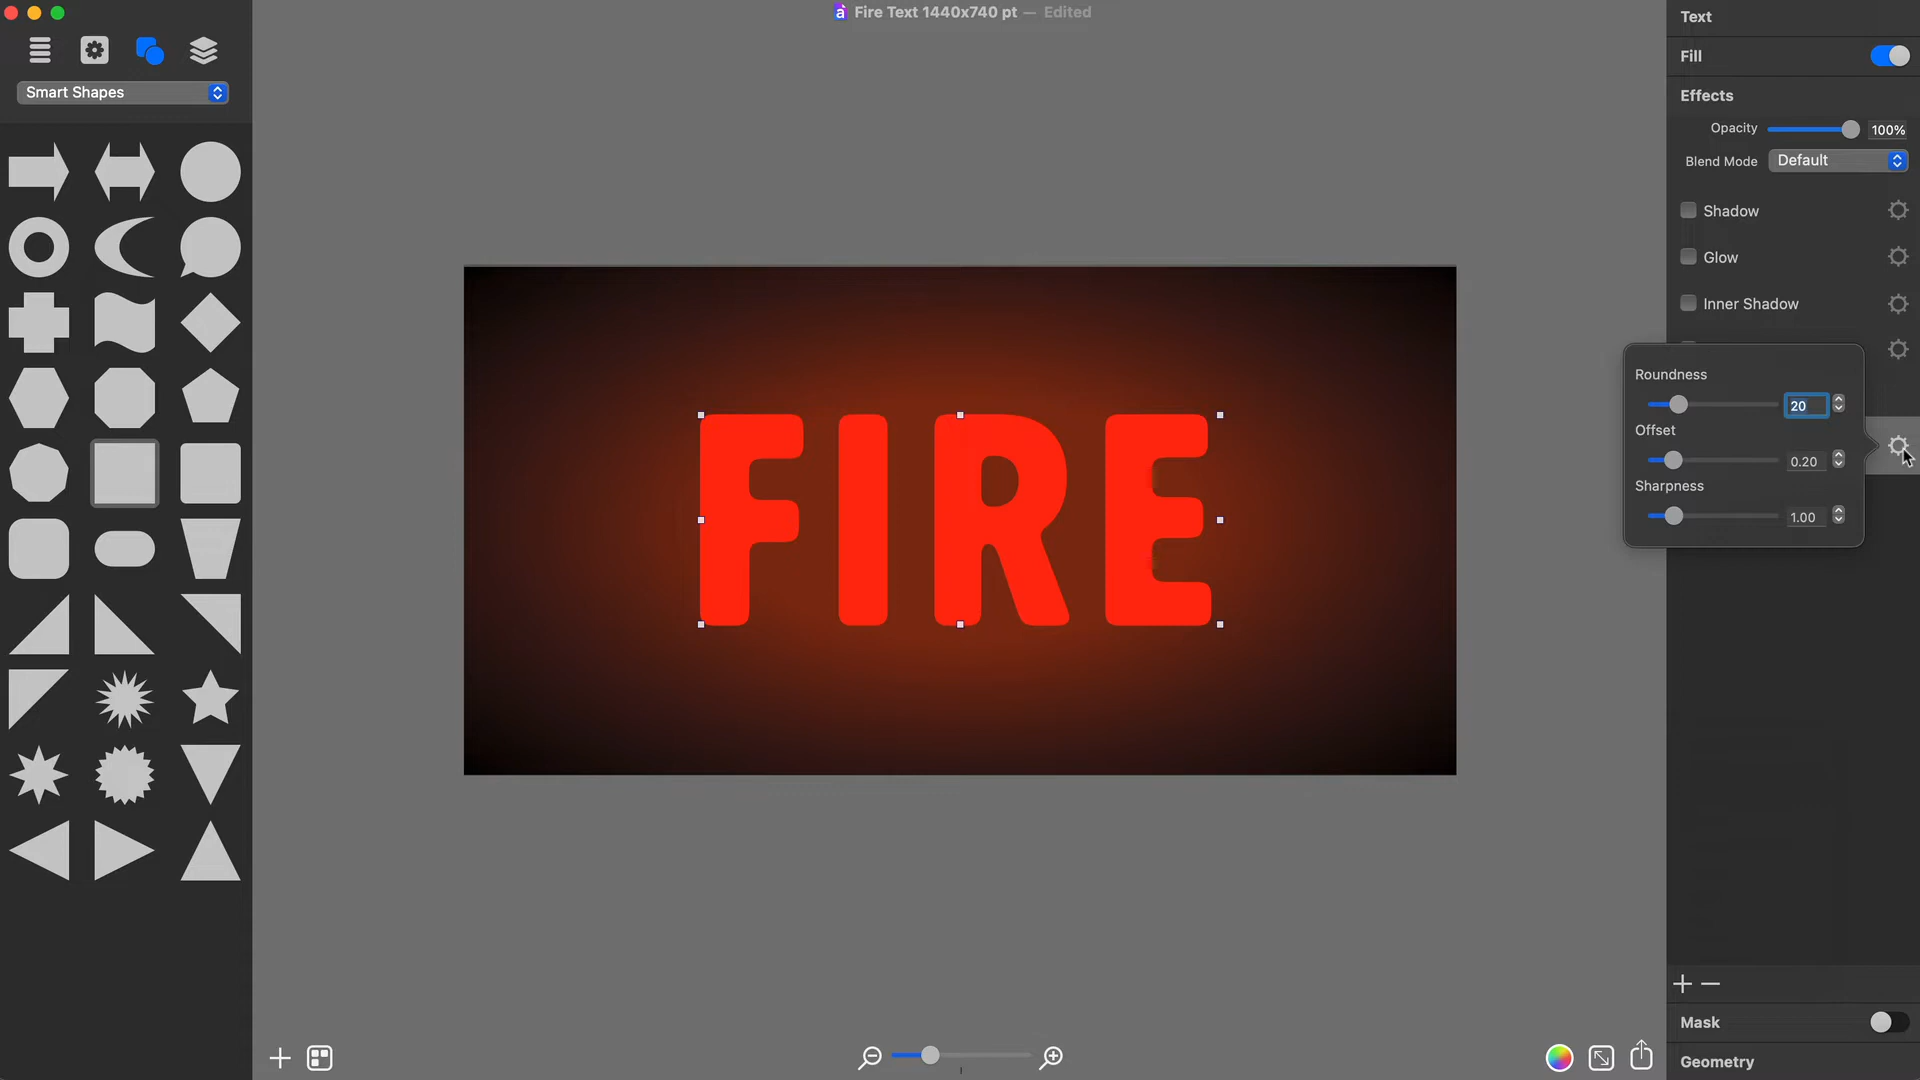 Fire Text 1440x740 pt — Edited
Smart Shapes
FIRE
Text
Fill
Effects
Opacity 100%
Blend Mode Default
Shadow
Glow
Inner Shadow
Roundness
20
Offset
0.20
Sharpness
1.00
Mask
Geometry